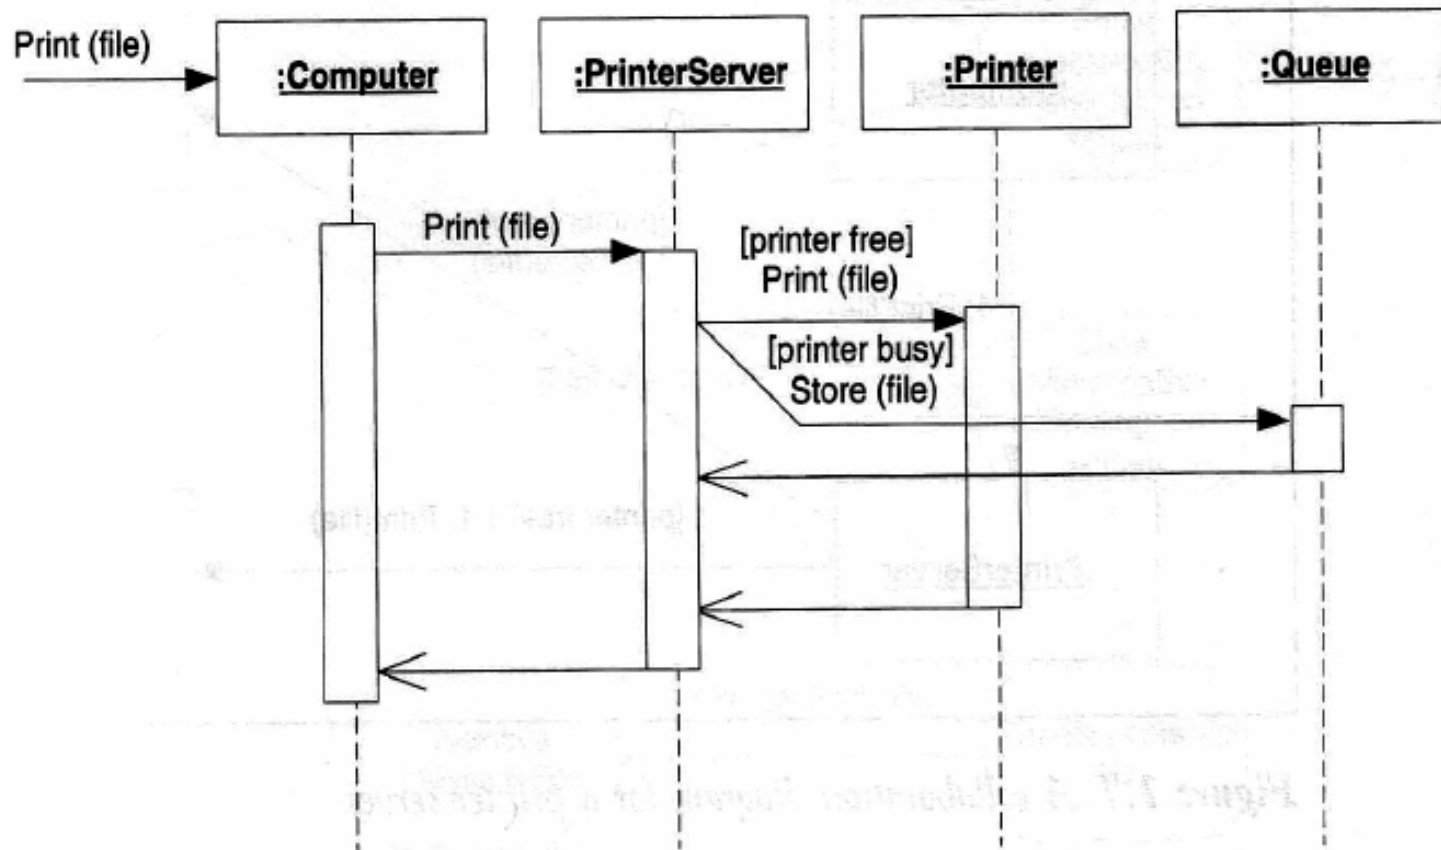 Print (file)
:Computer
:PrinterServer
:Printer
:Queue
Print (file)
[printer free]
Print (file)
[printer busy]
Store (file)